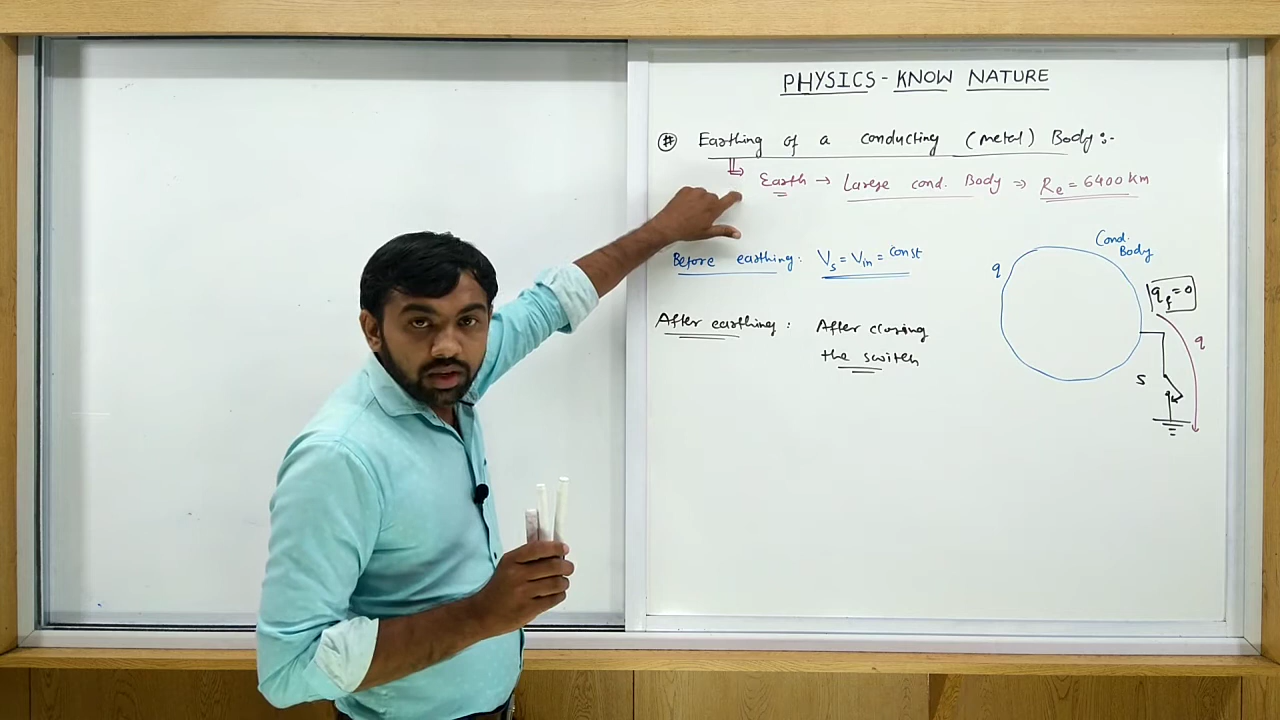 PHYSICS - KNOW NATURE
# Earthing of a conducting (metal) Body :-
Earth → Larese cond. Body ⇒ Re = 6400 km
Before earthing : Vs = Vin = const
After earthing : After closing
the switch
Cond.
Body
q
qf = 0
q
S